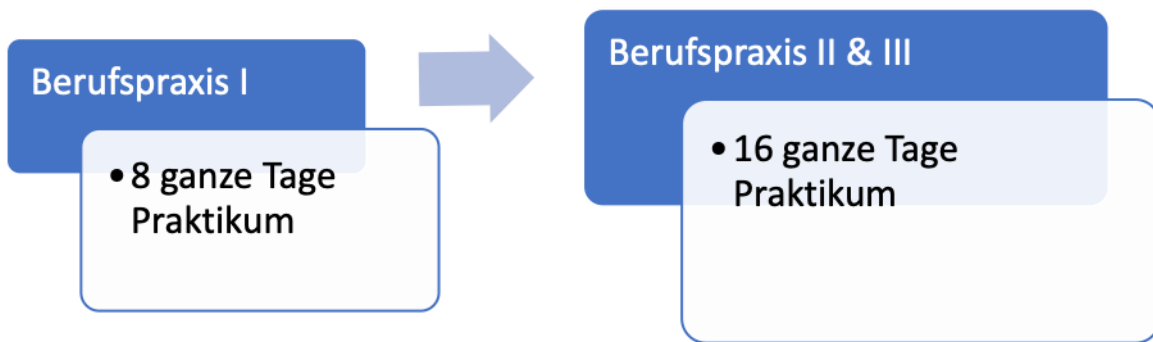 Berufspraxis I
• 8 ganze Tage
Praktikum
Berufspraxis II & III
• 16 ganze Tage
Praktikum